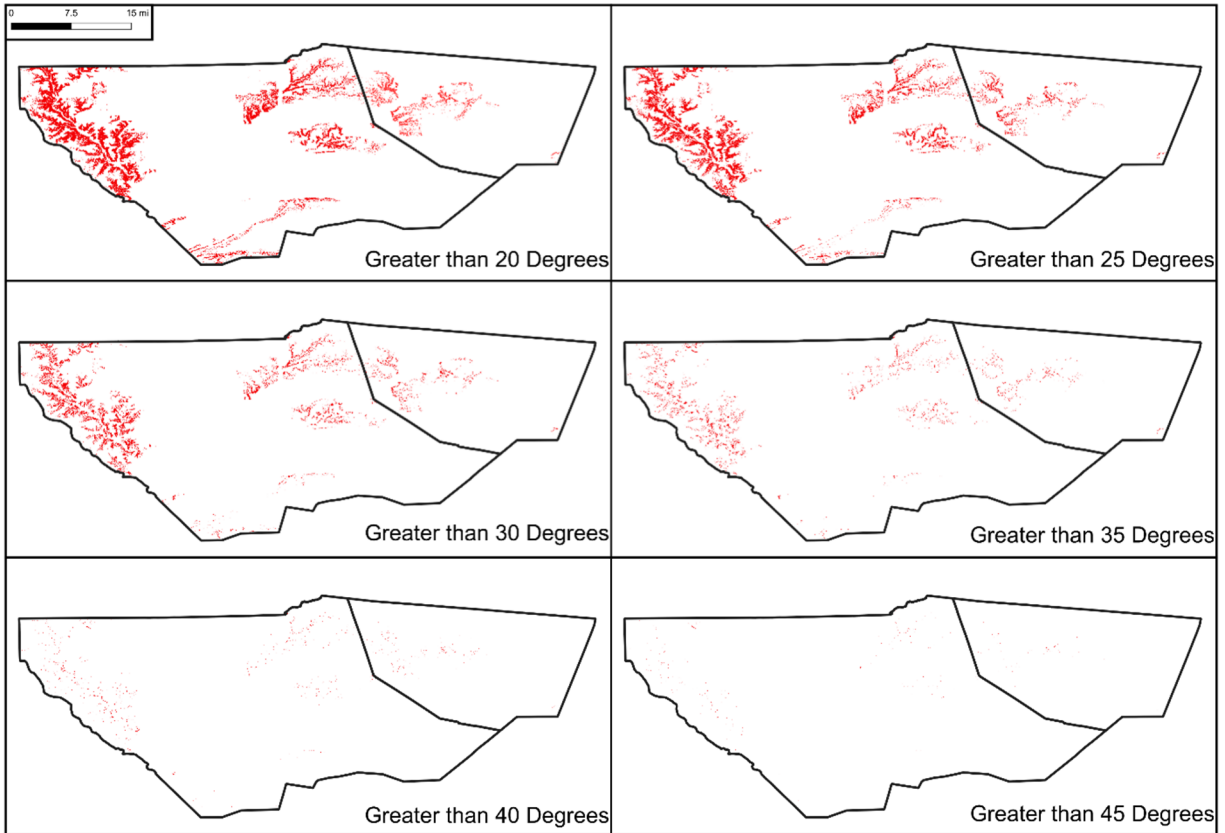 0 7.5 15 mi
Greater than 20 Degrees
Greater than 25 Degrees
Greater than 30 Degrees
Greater than 35 Degrees
Greater than 40 Degrees
Greater than 45 Degrees